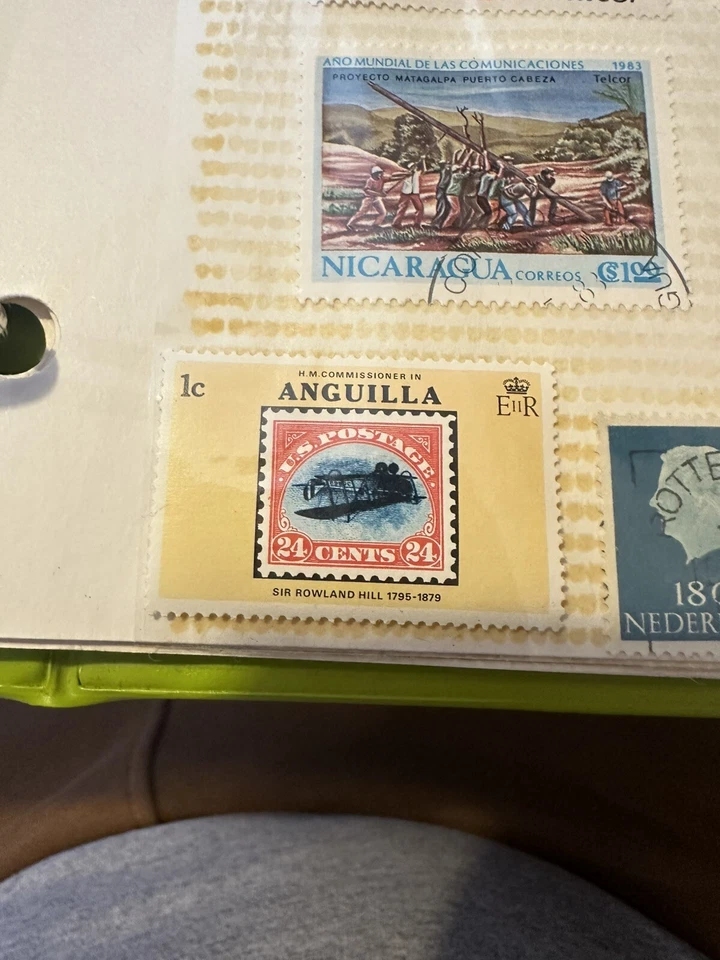 AÑO MUNDIAL DE LAS COMUNICACIONES 1983
PROYECTO MATAGALPA PUERTO CABEZA Telcor
NICARAGUA CORREOS C$1.00
1c
H.M. COMMISSIONER IN
ANGUILLA
EIIR
U.S. POSTAGE
24 CENTS 24
SIR ROWLAND HILL 1795-1879
ROTTE
NEDER